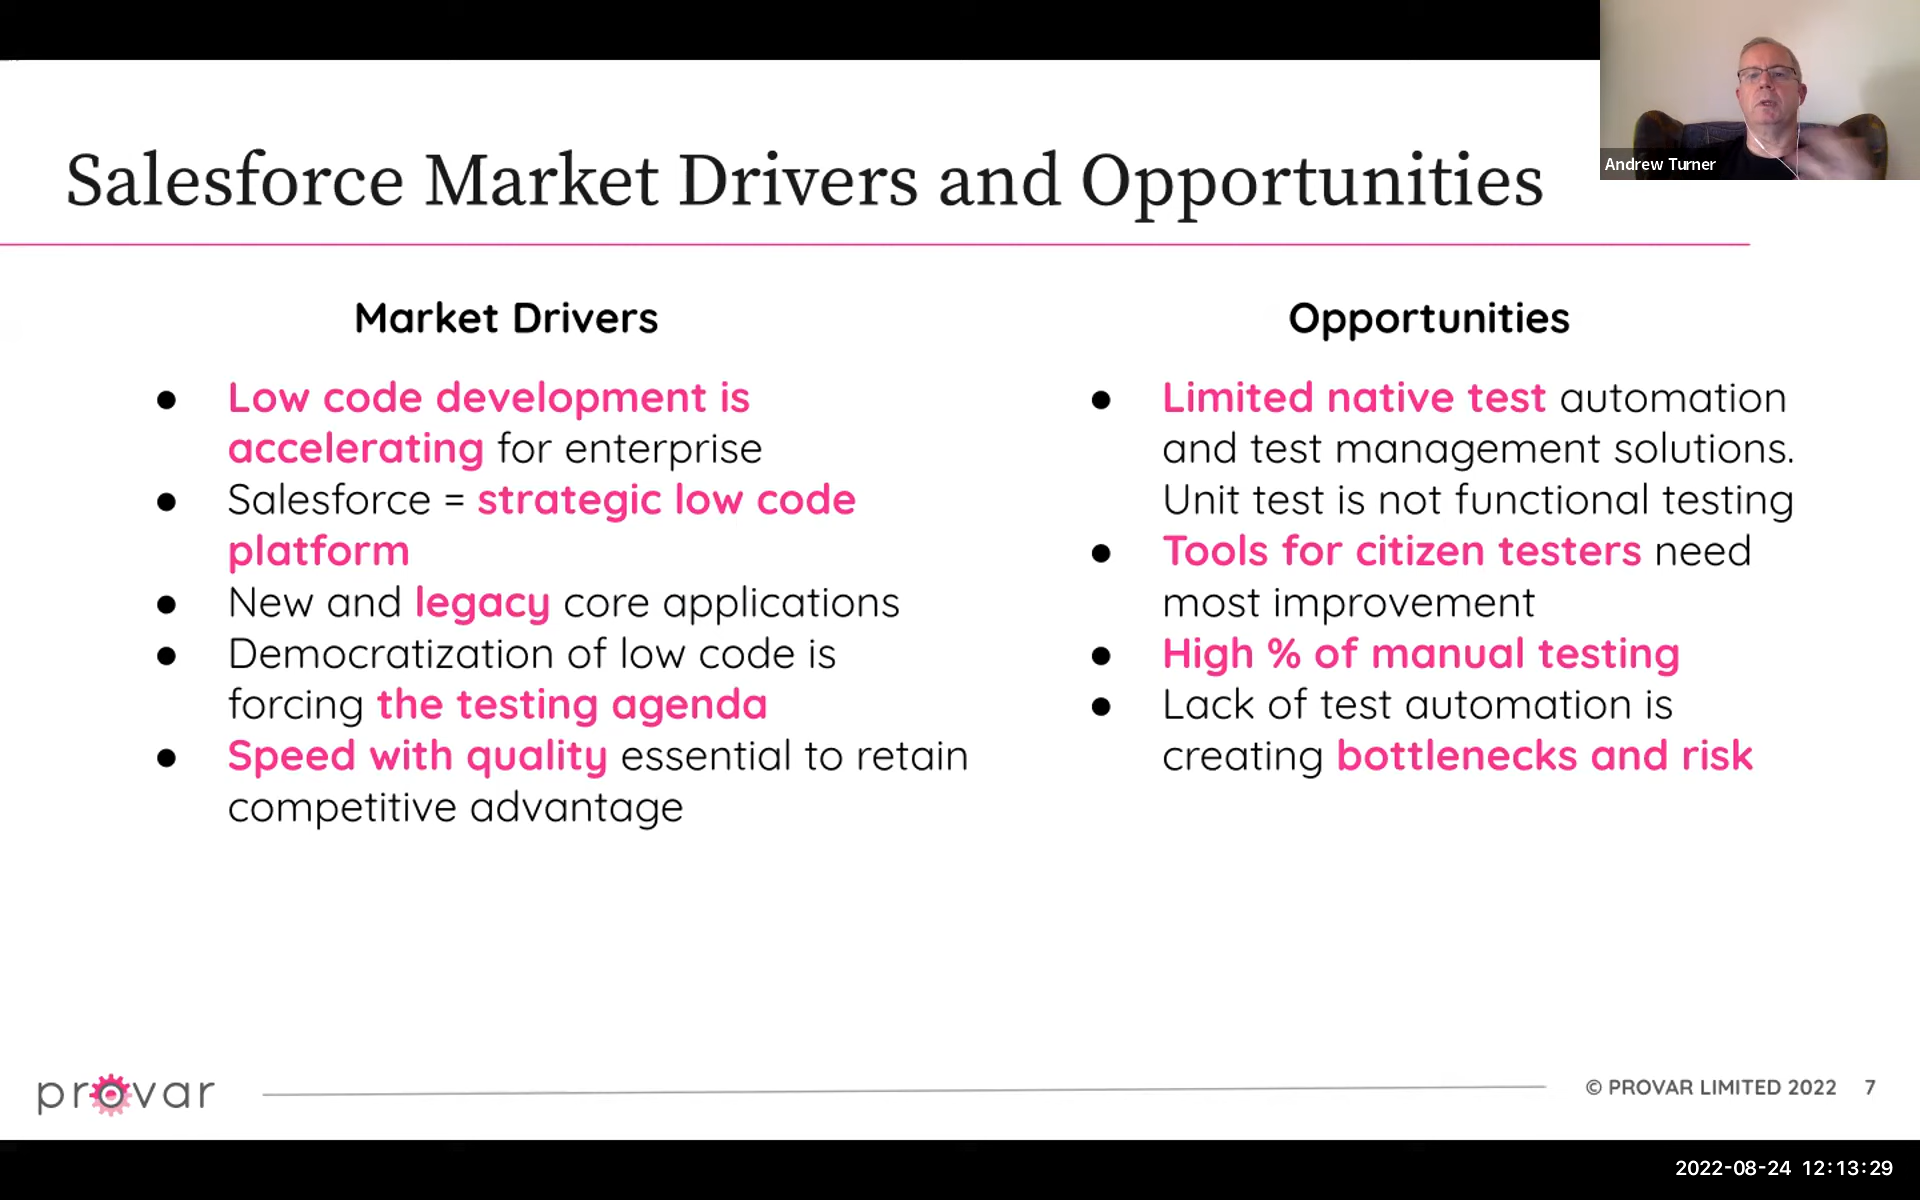 Andrew Turner
Salesforce Market Drivers and Opportunities
Market Drivers
● Low code development is
accelerating for enterprise
● Salesforce = strategic low code
platform
● New and legacy core applications
● Democratization of low code is
forcing the testing agenda
● Speed with quality essential to retain
competitive advantage
Opportunities
● Limited native test automation
and test management solutions.
Unit test is not functional testing
● Tools for citizen testers need
most improvement
● High % of manual testing
● Lack of test automation is
creating bottlenecks and risk
provar
© PROVAR LIMITED 2022 7
2022-08-24 12:13:29